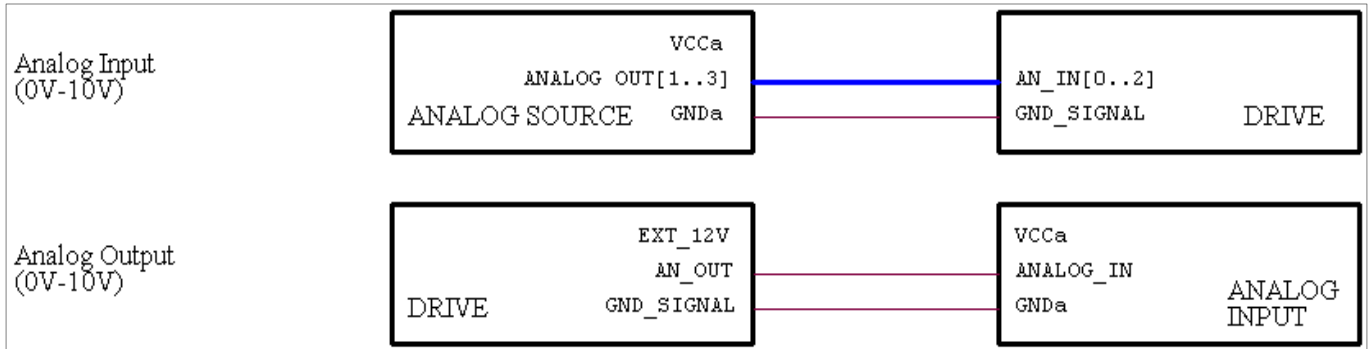 Analog Input
(0V-10V)
VCCa
ANALOG OUT[1..3]
ANALOG SOURCE GNDa
AN_IN[0..2]
GND_SIGNAL DRIVE
Analog Output
(0V-10V)
EXT_12V
AN_OUT
DRIVE GND_SIGNAL
VCCa
ANALOG_IN
GNDa
ANALOG
INPUT